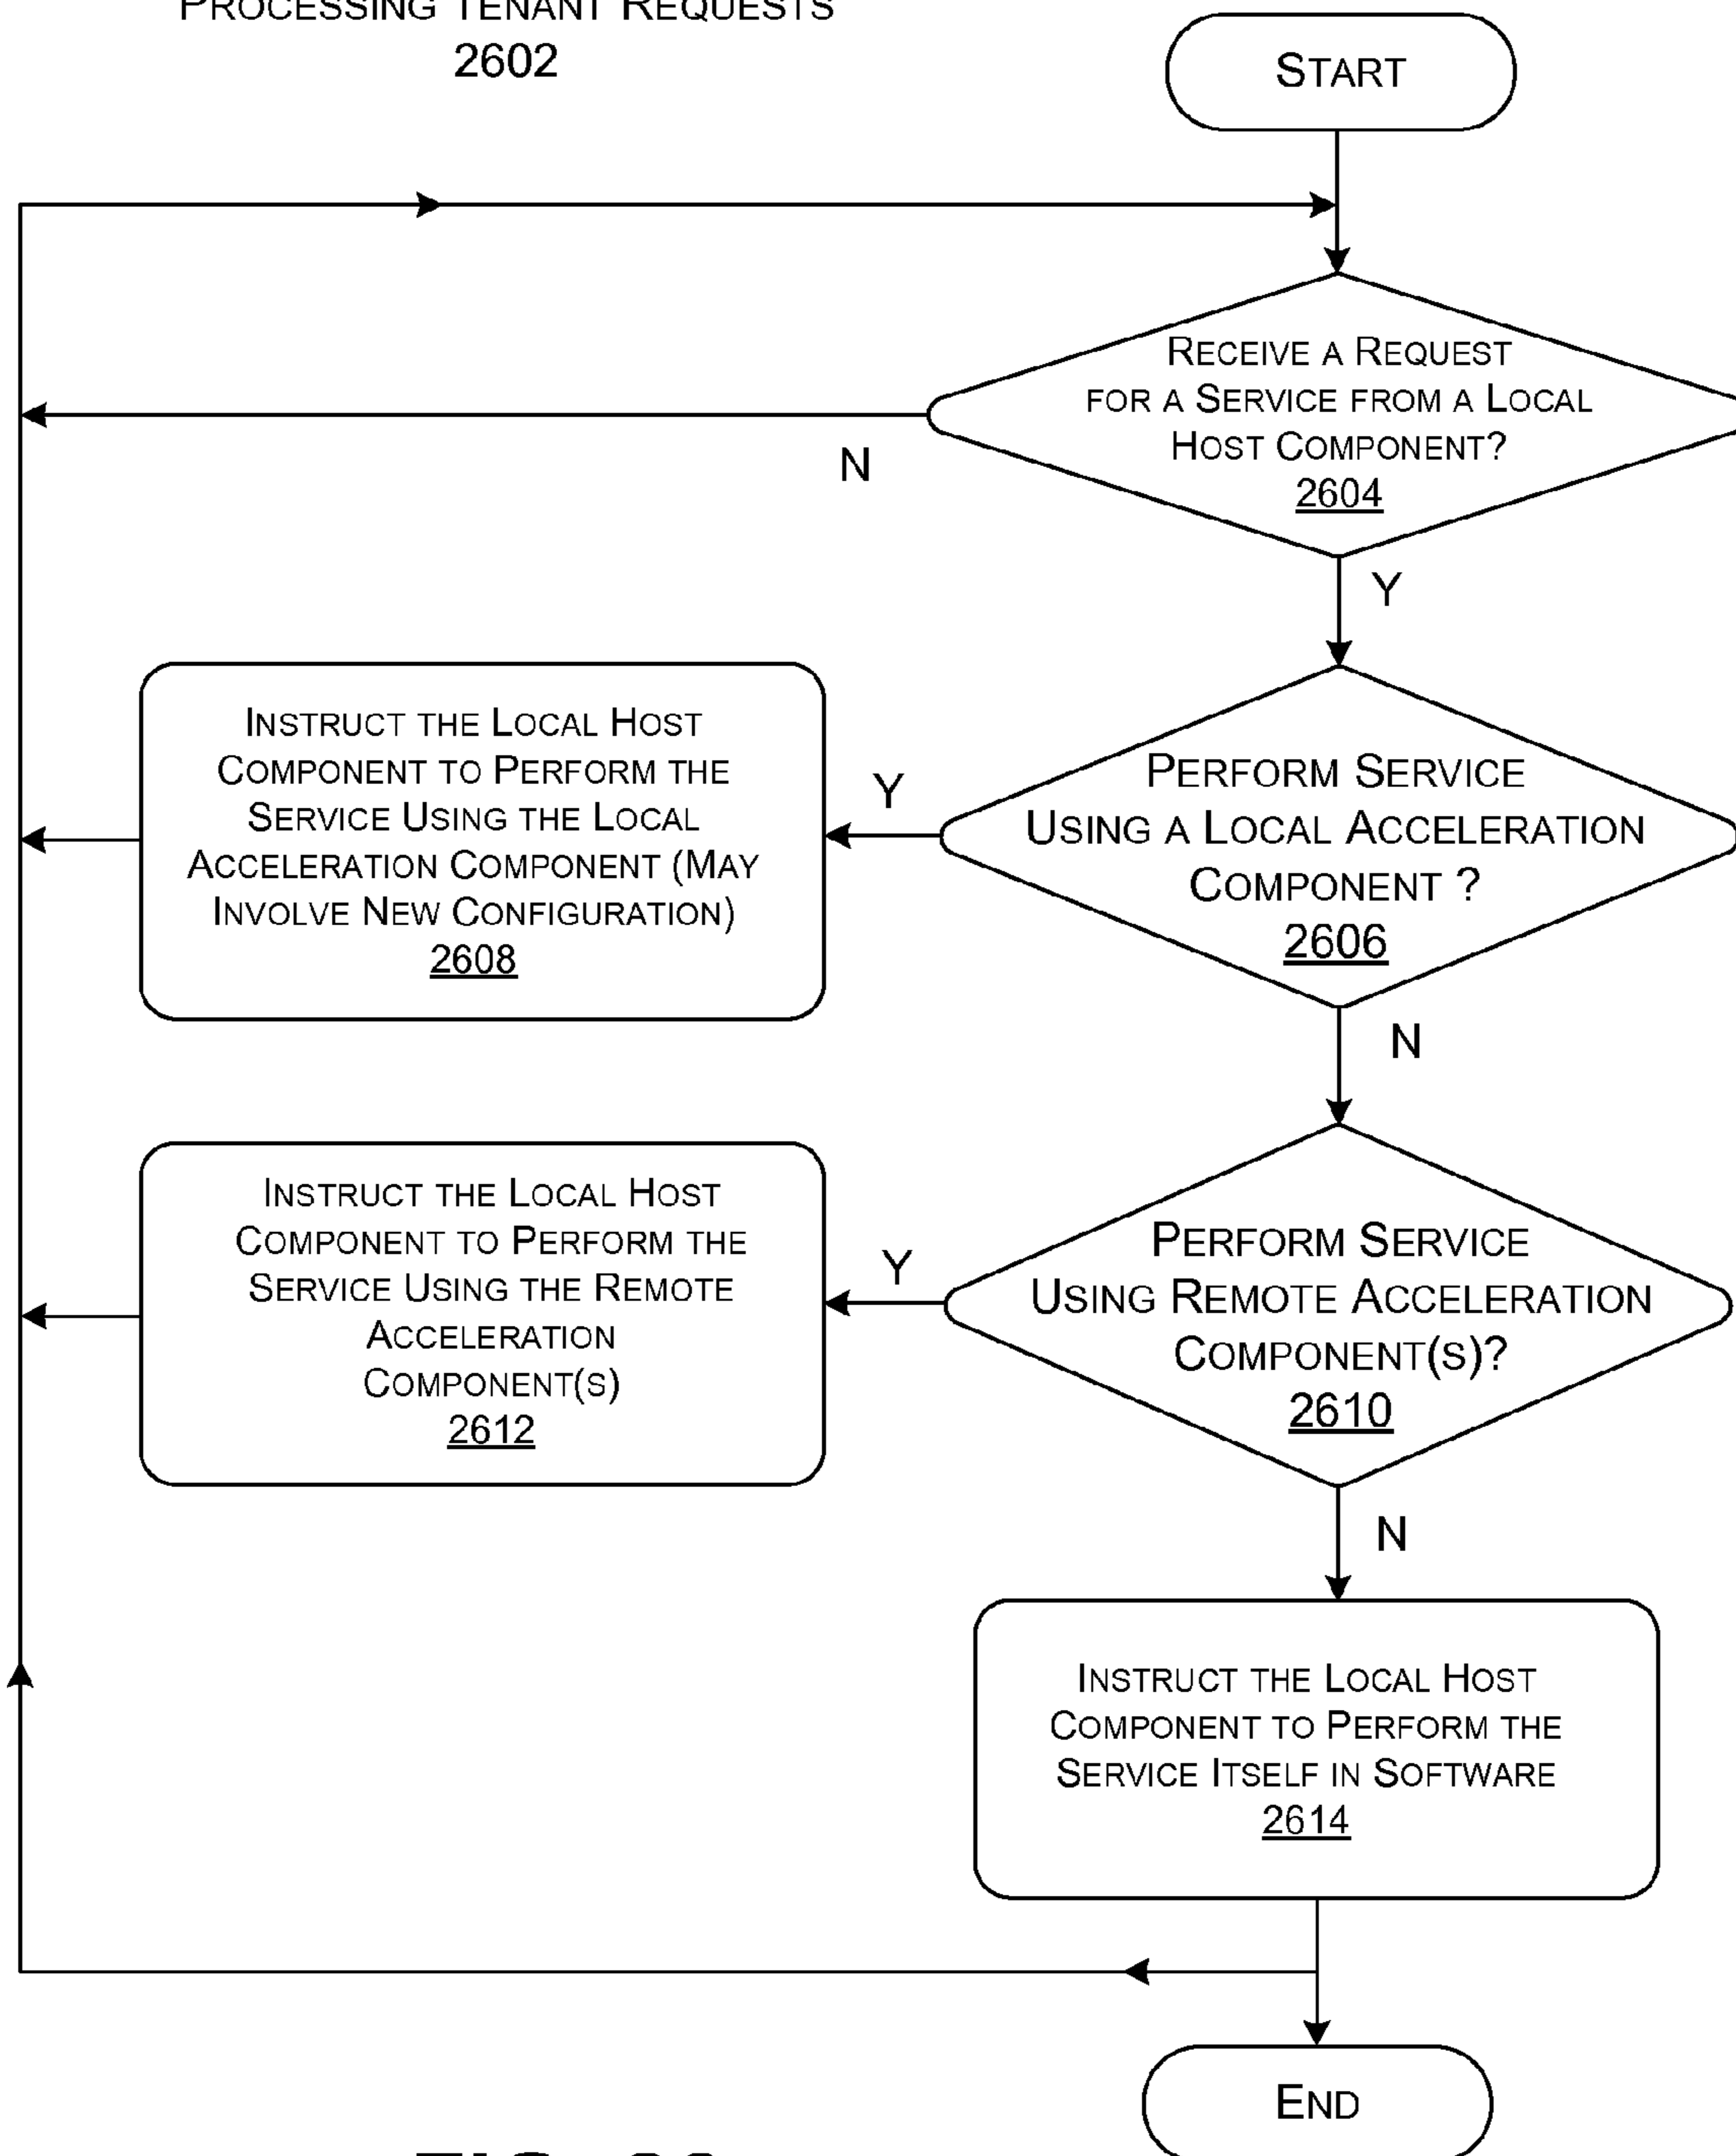 PROCESSING TENANT REQUESTS
2602
START
RECEIVE A REQUEST
FOR A SERVICE FROM A LOCAL
HOST COMPONENT?
2604
N
Y
INSTRUCT THE LOCAL HOST
COMPONENT TO PERFORM THE
SERVICE USING THE LOCAL
ACCELERATION COMPONENT (MAY
INVOLVE NEW CONFIGURATION)
2608
Y
PERFORM SERVICE
USING A LOCAL ACCELERATION
COMPONENT ?
2606
N
INSTRUCT THE LOCAL HOST
COMPONENT TO PERFORM THE
SERVICE USING THE REMOTE
ACCELERATION
COMPONENT(S)
2612
Y
PERFORM SERVICE
USING REMOTE ACCELERATION
COMPONENT(S)?
2610
N
INSTRUCT THE LOCAL HOST
COMPONENT TO PERFORM THE
SERVICE ITSELF IN SOFTWARE
2614
END